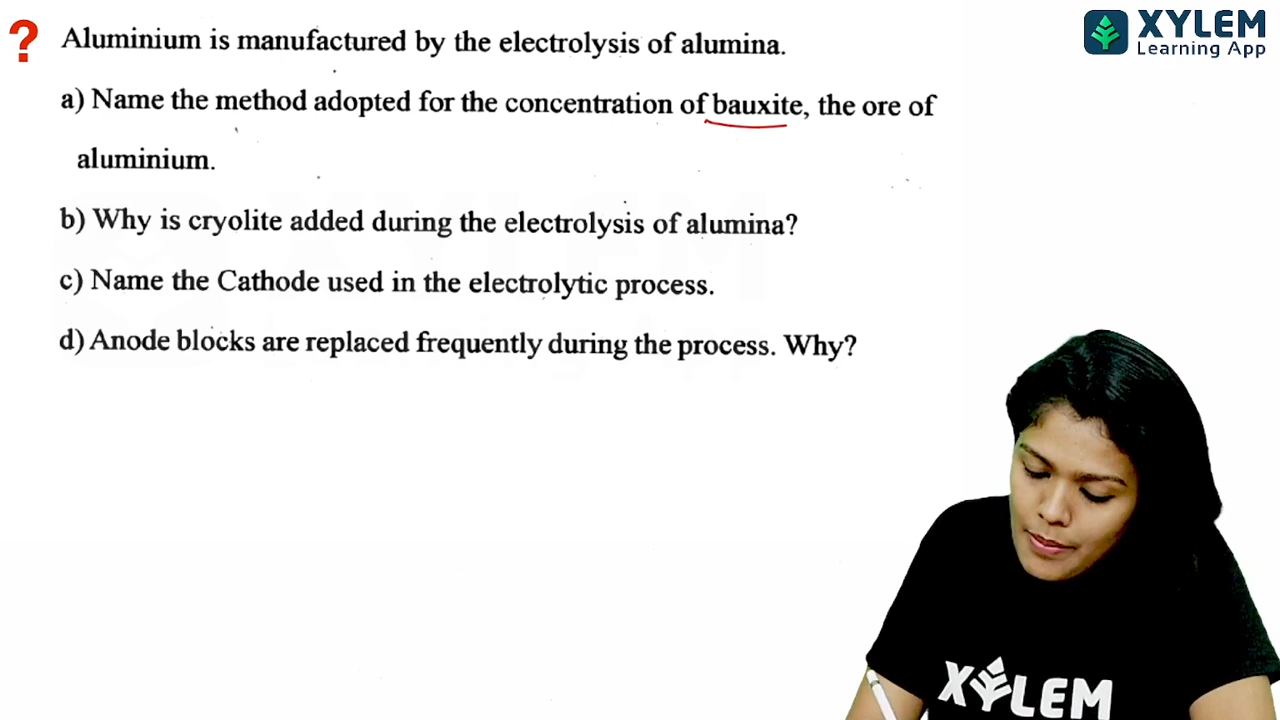 ? Aluminium is manufactured by the electrolysis of alumina.
XYLEM
Learning App
a) Name the method adopted for the concentration of bauxite, the ore of
aluminium.
b) Why is cryolite added during the electrolysis of alumina?
c) Name the Cathode used in the electrolytic process.
d) Anode blocks are replaced frequently during the process. Why?
XYLEM